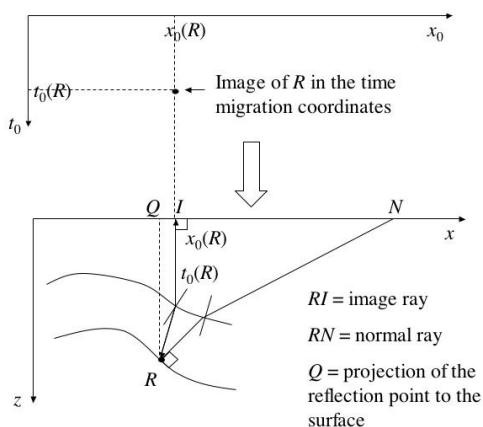 x₀(R)
x₀
t₀(R)
Image of R in the time
migration coordinates
t₀
Q
I
N
x
x₀(R)
t₀(R)
RI = image ray
RN = normal ray
R
Q = projection of the
reflection point to the
surface
z